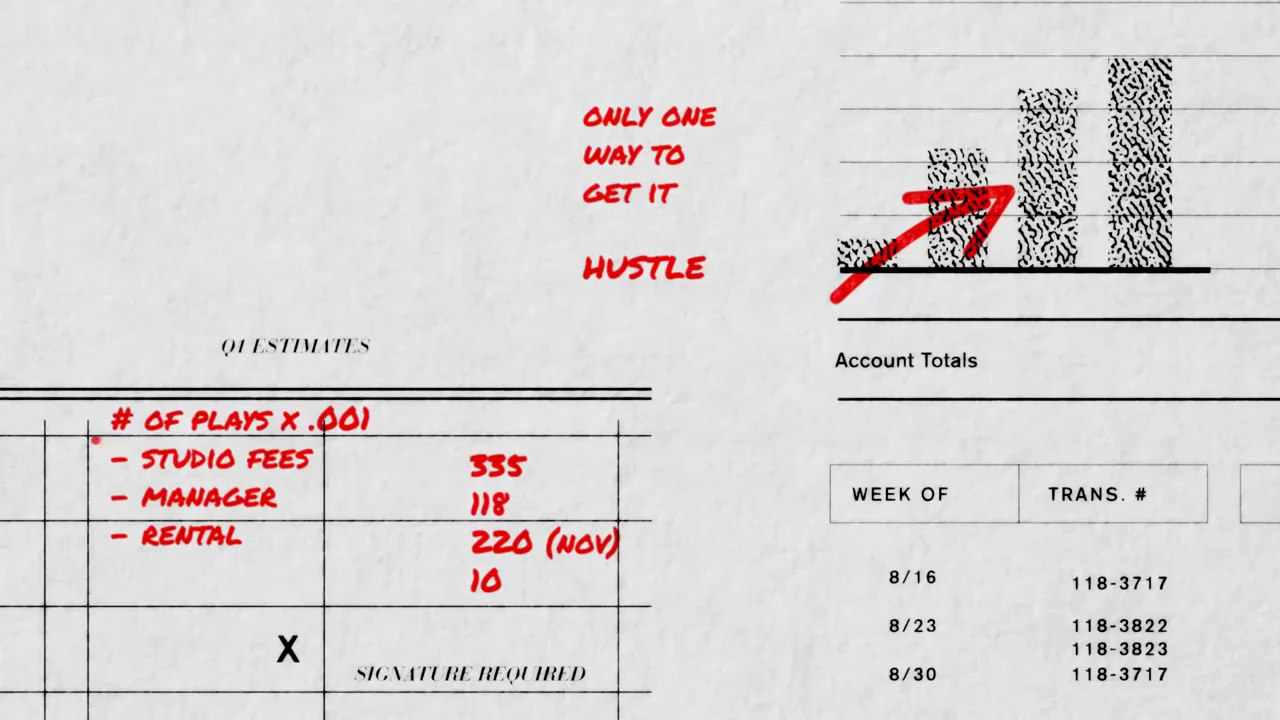 ONLY ONE
WAY TO
GET IT
HUSTLE
Q1 ESTIMATES
# OF PLAYS X .001
– STUDIO FEES
– MANAGER
– RENTAL
335
118
220 (NOV)
10
X
SIGNATURE REQUIRED
Account Totals
WEEK OF TRANS. #
8/16 118-3717
8/23 118-3822
118-3823
8/30 118-3717